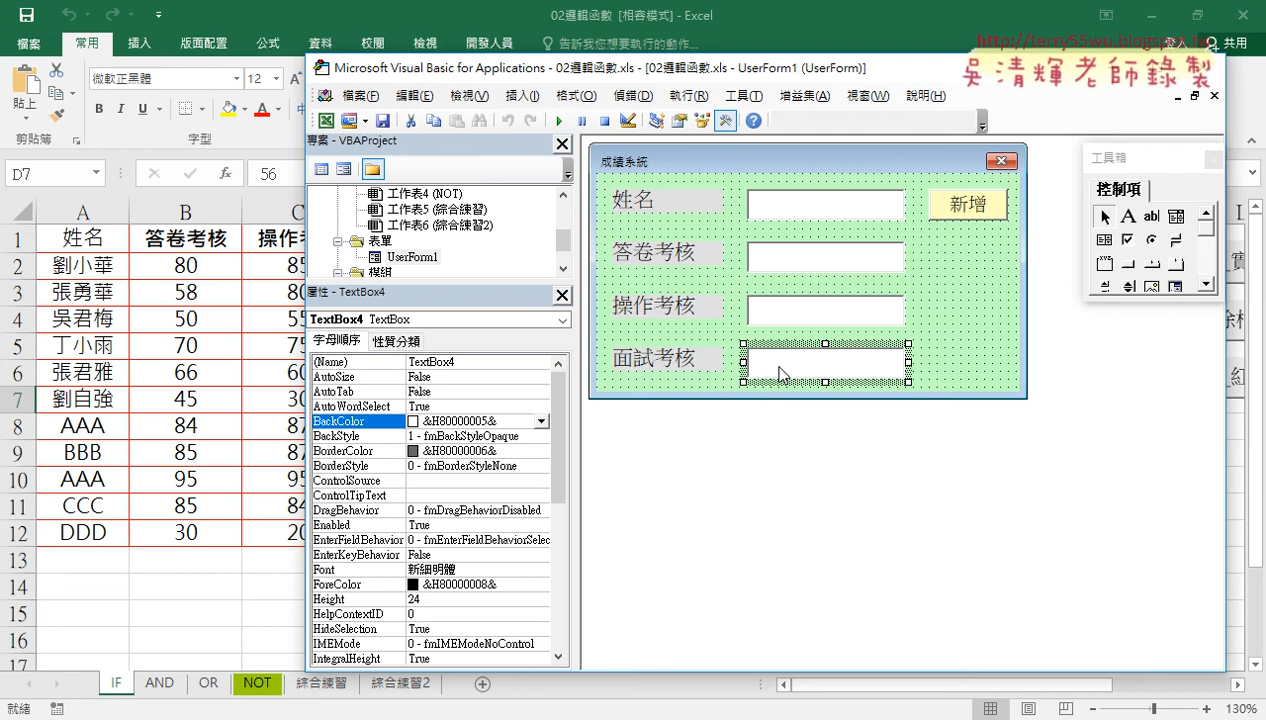 02邏輯函數 [相容模式] - Excel
http://terry55wu.blogspot.tw
吳清輝老師錄製
檔案 常用 插入 版面配置 公式 資料 校閱 檢視 開發人員 告訴我您想要執行的動作... 登入 共用
貼上 微軟正黑體 12
B I U A
剪貼簿 字型
D7 fx 56
A B C
1 姓名 答卷考核 操作考
2 劉小華 80 85
3 張勇華 58 80
4 吳君梅 50 55
5 丁小雨 70 75
6 張君雅 66 60
7 劉自強 45 30
8 AAA 84 87
9 BBB 85 87
10 AAA 95 95
11 CCC 85 84
12 DDD 30 20
13
14
15
16
17
IF AND OR NOT 綜合練習 綜合練習2
就緒 130%
Microsoft Visual Basic for Applications - 02邏輯函數.xls - [02邏輯函數.xls - UserForm1 (UserForm)]
檔案(F) 編輯(E) 檢視(V) 插入(I) 格式(O) 偵錯(D) 執行(R) 工具(T) 增益集(A) 視窗(W) 說明(H)
專案 - VBAProject
工作表4 (NOT)
工作表5 (綜合練習)
工作表6 (綜合練習2)
表單
UserForm1
模組
屬性 - TextBox4
TextBox4 TextBox
字母順序 性質分類
(Name) TextBox4
AutoSize False
AutoTab False
AutoWordSelect True
BackColor &H80000005&
BackStyle 1 - fmBackStyleOpaque
BorderColor &H80000006&
BorderStyle 0 - fmBorderStyleNone
ControlSource
ControlTipText
DragBehavior 0 - fmDragBehaviorDisabled
Enabled True
EnterFieldBehavior 0 - fmEnterFieldBehaviorSelec
EnterKeyBehavior False
Font 新細明體
ForeColor &H80000008&
Height 24
HelpContextID 0
HideSelection True
IMEMode 0 - fmIMEModeNoControl
IntegralHeight True
成績系統
姓名 新增
答卷考核
操作考核
面試考核
工具箱
控制項
A abl